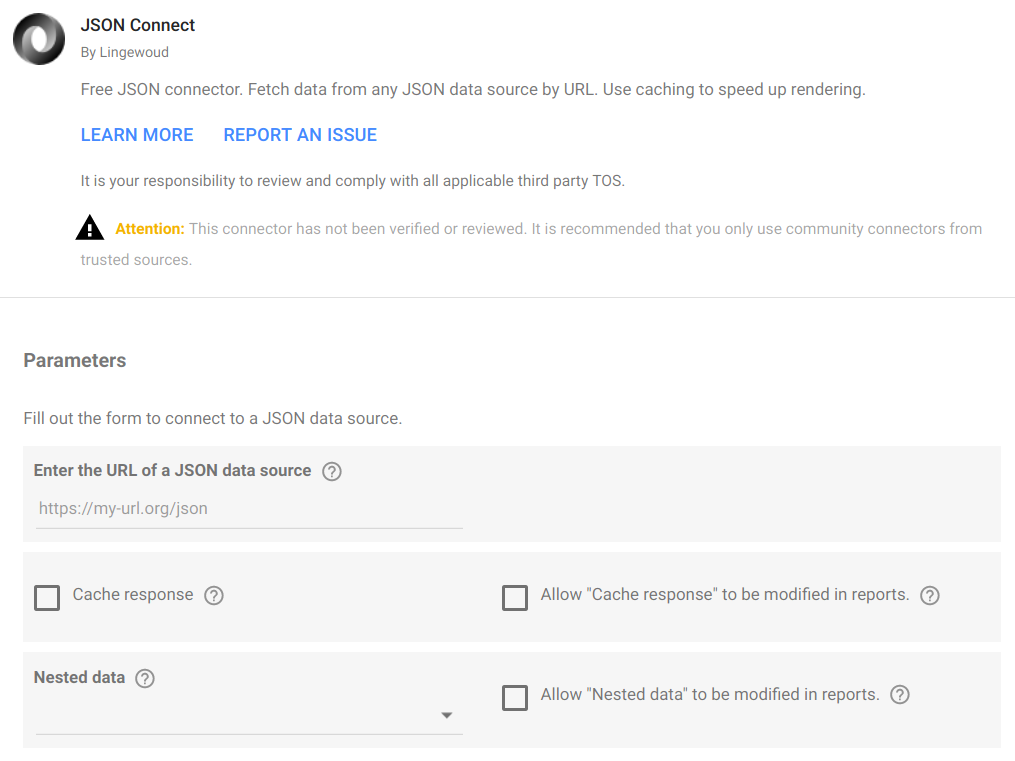 JSON Connect
By Lingewoud
Free JSON connector. Fetch data from any JSON data source by URL. Use caching to speed up rendering.
LEARN MORE REPORT AN ISSUE
It is your responsibility to review and comply with all applicable third party TOS.
Attention: This connector has not been verified or reviewed. It is recommended that you only use community connectors from
trusted sources.
Parameters
Fill out the form to connect to a JSON data source.
Enter the URL of a JSON data source ?
https://my-url.org/json
Cache response ? Allow "Cache response" to be modified in reports. ?
Nested data ?
Allow "Nested data" to be modified in reports. ?